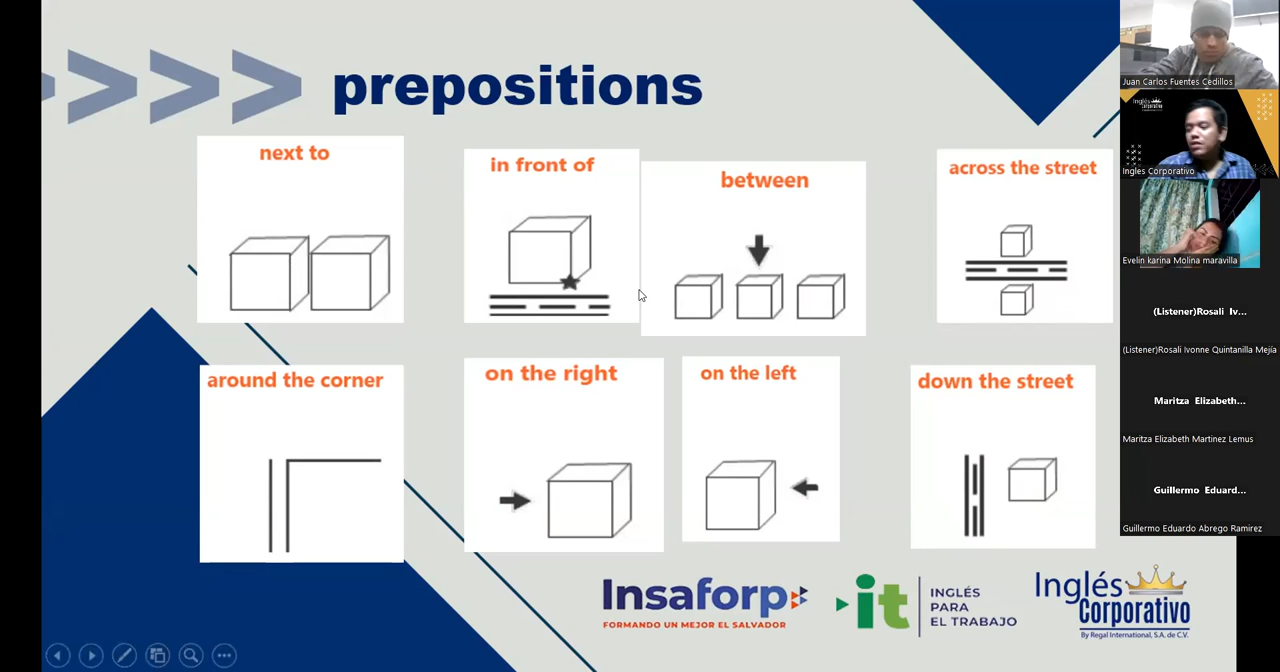 prepositions
next to
in front of
between
across the street
around the corner
on the right
on the left
down the street
Insaforp
FORMANDO UN MEJOR EL SALVADOR
it
INGLÉS
PARA
EL TRABAJO
Inglés
Corporativo
By Regal International, S.A. de C.V.
Juan Carlos Fuentes Cedillos
Ingles Corporativo
Evelin karina Molina maravilla
(Listener)Rosali Iv...
(Listener)Rosali Ivonne Quintanilla Mejía
Maritza Elizabeth...
Maritza Elizabeth Martinez Lemus
Guillermo Eduard...
Guillermo Eduardo Abrego Ramirez